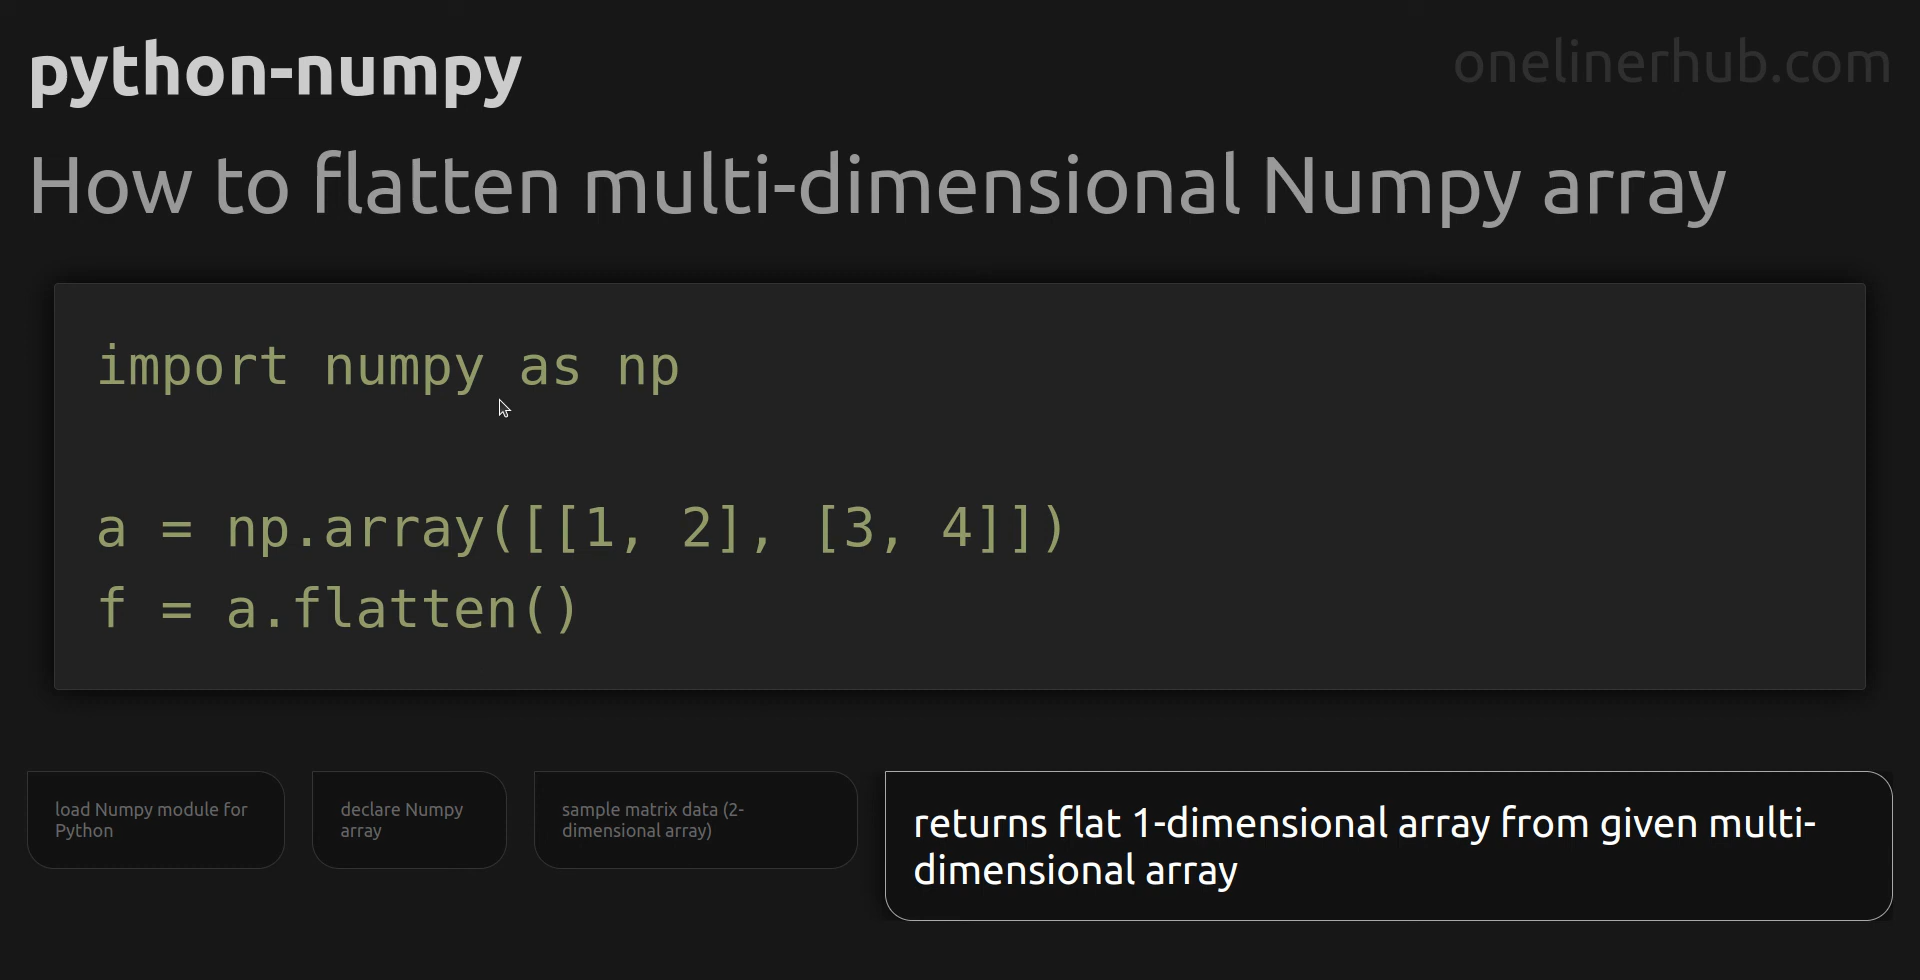 python-numpy
onelinerhub.com
How to flatten multi-dimensional Numpy array
import numpy as np
a = np.array([[1, 2], [3, 4]])
f = a.flatten()
load Numpy module for
Python
declare Numpy
array
sample matrix data (2-
dimensional array)
returns flat 1-dimensional array from given multi-
dimensional array